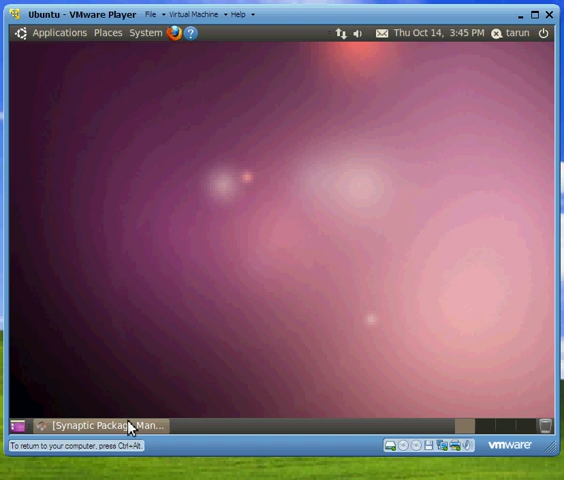 Ubuntu - VMware Player File Virtual Machine Help
Applications Places System Thu Oct 14, 3:45 PM tarun
[Synaptic Package Man...
To return to your computer, press Ctrl+Alt.
vmware